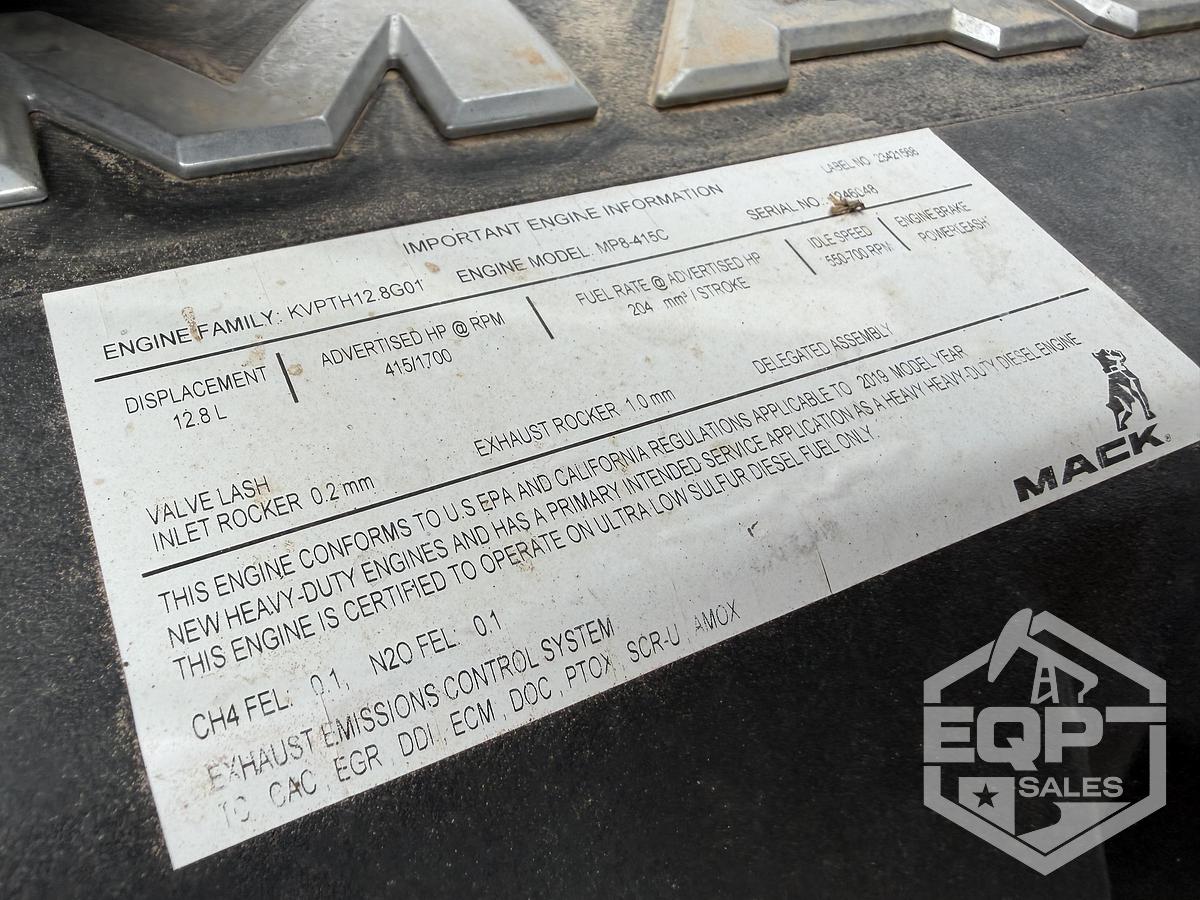 LABEL NO. 23421568
IMPORTANT ENGINE INFORMATION
ENGINE FAMILY: KVPTH12.8G01 ENGINE MODEL: MP8-415C SERIAL NO.
DISPLACEMENT
12.8 L
ADVERTISED HP @ RPM
415/1700
FUEL RATE @ ADVERTISED HP
204 mm³ / STROKE
IDLE SPEED
550-700 RPM
ENGINE BRAKE
POWERLEASH
VALVE LASH
INLET ROCKER 0.2 mm EXHAUST ROCKER 1.0 mm DELEGATED ASSEMBLY
THIS ENGINE CONFORMS TO U.S EPA AND CALIFORNIA REGULATIONS APPLICABLE TO 2019 MODEL YEAR
NEW HEAVY-DUTY ENGINES AND HAS A PRIMARY INTENDED SERVICE APPLICATION AS A HEAVY HEAVY-DUTY DIESEL ENGINE
THIS ENGINE IS CERTIFIED TO OPERATE ON ULTRA LOW SULFUR DIESEL FUEL ONLY.
CH4 FEL: 0.1, N2O FEL: 0.1
EXHAUST EMISSIONS CONTROL SYSTEM
TC, CAC, EGR, DDI, ECM, DOC, PTOX, SCR-U, AMOX
MACK®
EQP
SALES